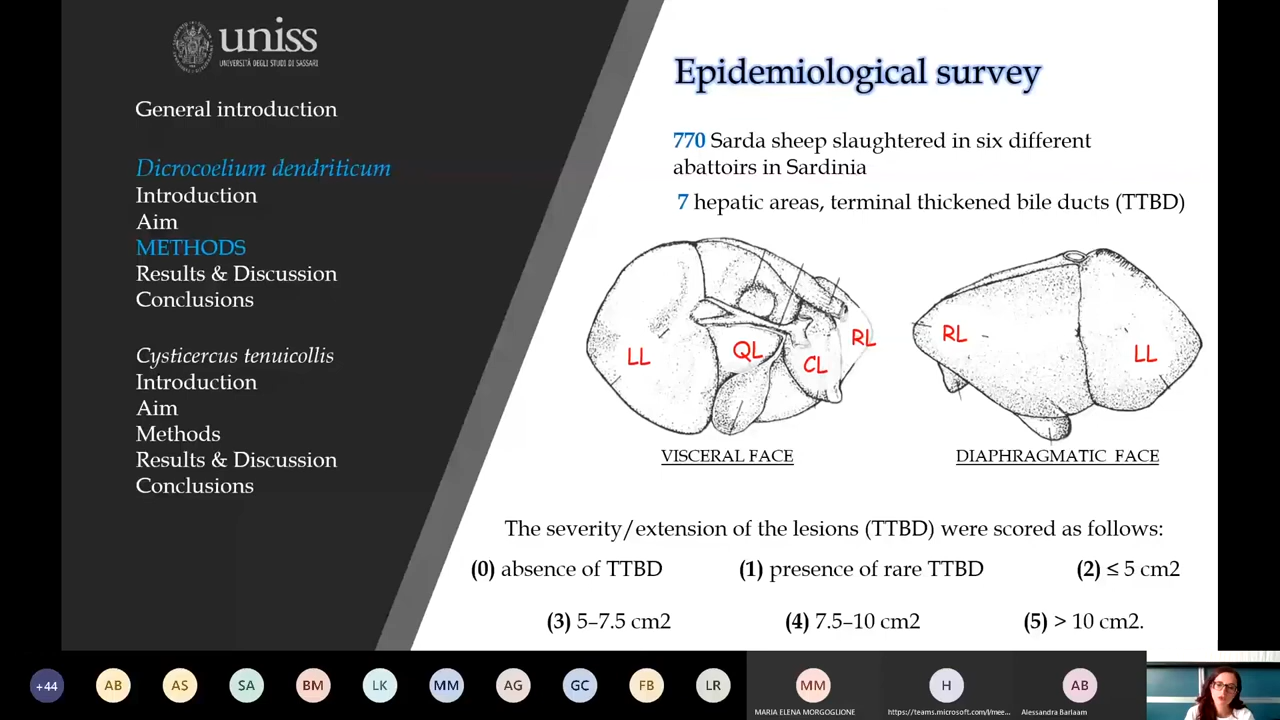 uniss
UNIVERSITÀ DEGLI STUDI DI SASSARI
General introduction
Dicrocoelium dendriticum
Introduction
Aim
METHODS
Results & Discussion
Conclusions
Cysticercus tenuicollis
Introduction
Aim
Methods
Results & Discussion
Conclusions
Epidemiological survey
770 Sarda sheep slaughtered in six different
abattoirs in Sardinia
7 hepatic areas, terminal thickened bile ducts (TTBD)
LL QL CL RL
RL LL
VISCERAL FACE
DIAPHRAGMATIC FACE
The severity/extension of the lesions (TTBD) were scored as follows:
(0) absence of TTBD (1) presence of rare TTBD (2) ≤ 5 cm2
(3) 5–7.5 cm2 (4) 7.5–10 cm2 (5) > 10 cm2.
+44 AB AS SA BM LK MM AG GC FB LR MM H AB
MARIA ELENA MORGOGLIONE https://teams.microsoft.com/l/mee... Alessandra Barlaam